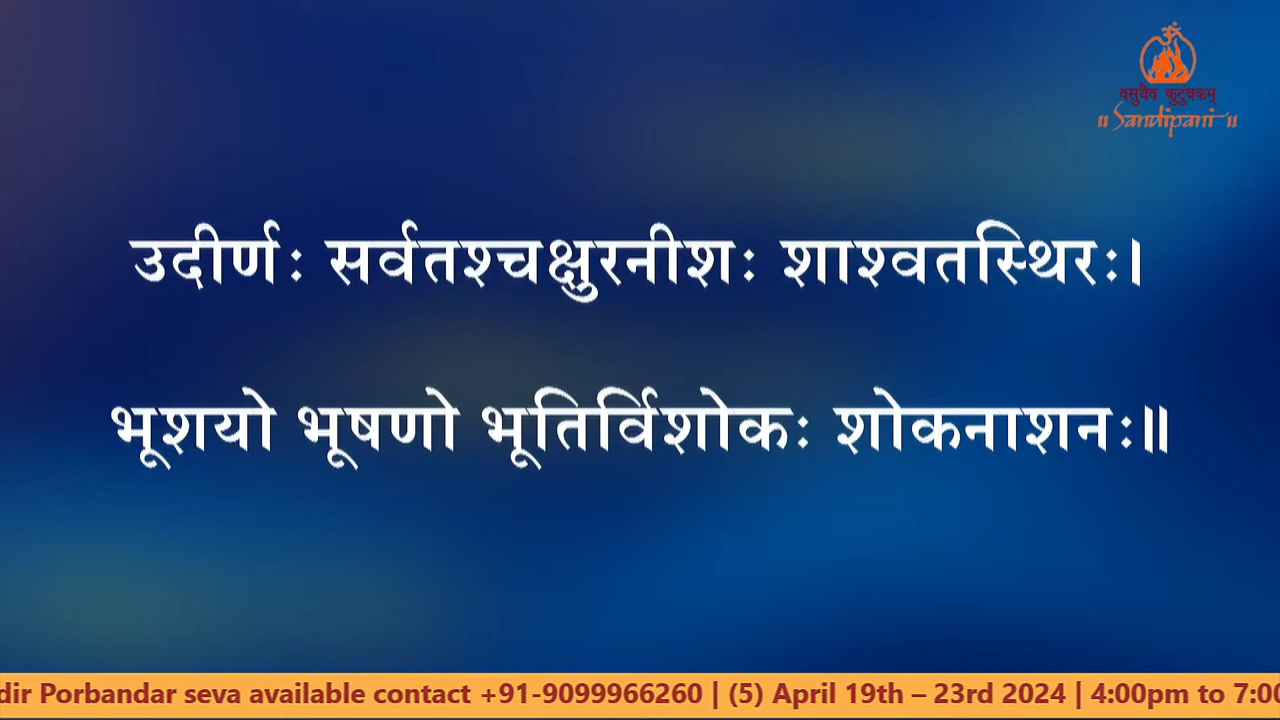 वसुधैव कुटुंबकम्
॥ Sandipani ॥
उदीर्णः सर्वतश्चक्षुरनीशः शाश्वतस्थिरः।
भूशयो भूषणो भूतिर्विशोकः शोकनाशनः॥
dir Porbandar seva available contact +91-9099966260 | (5) April 19th – 23rd 2024 | 4:00pm to 7:00